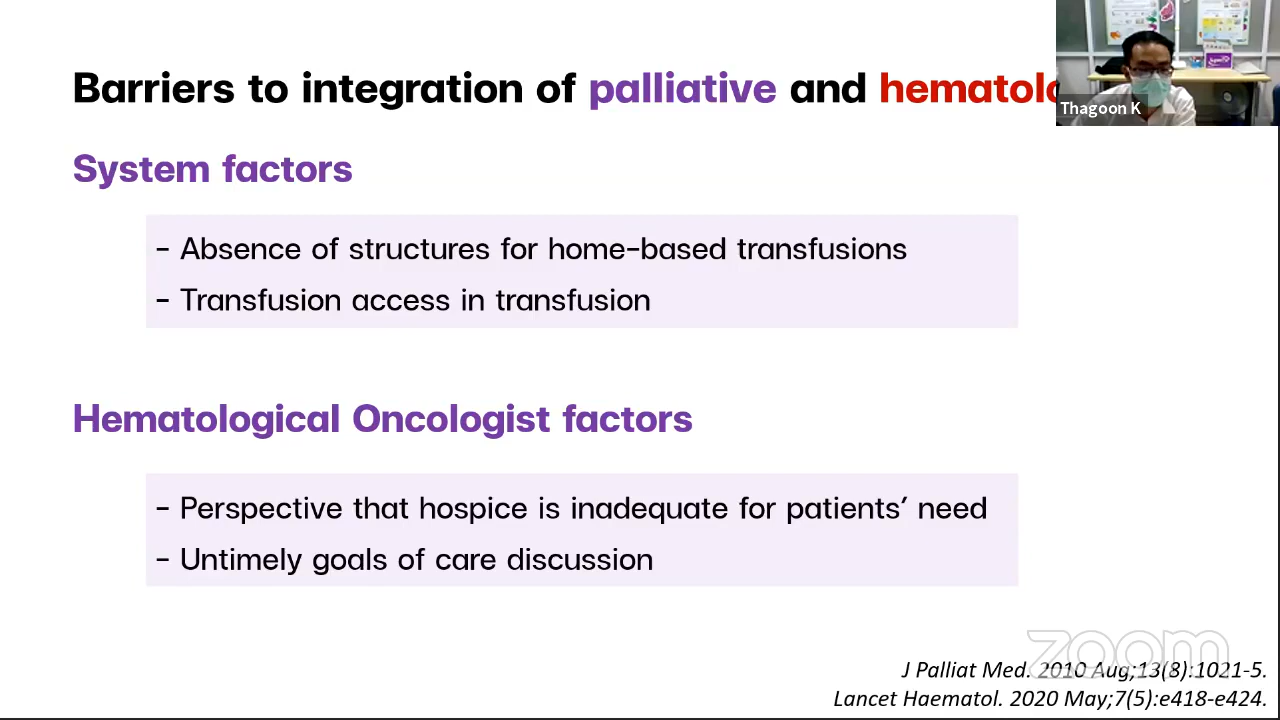 Barriers to integration of palliative and hematolo
Thagoon K
System factors
- Absence of structures for home-based transfusions
- Transfusion access in transfusion
Hematological Oncologist factors
- Perspective that hospice is inadequate for patients’ need
- Untimely goals of care discussion
zoom
J Palliat Med. 2010 Aug;13(8):1021-5.
Lancet Haematol. 2020 May;7(5):e418-e424.